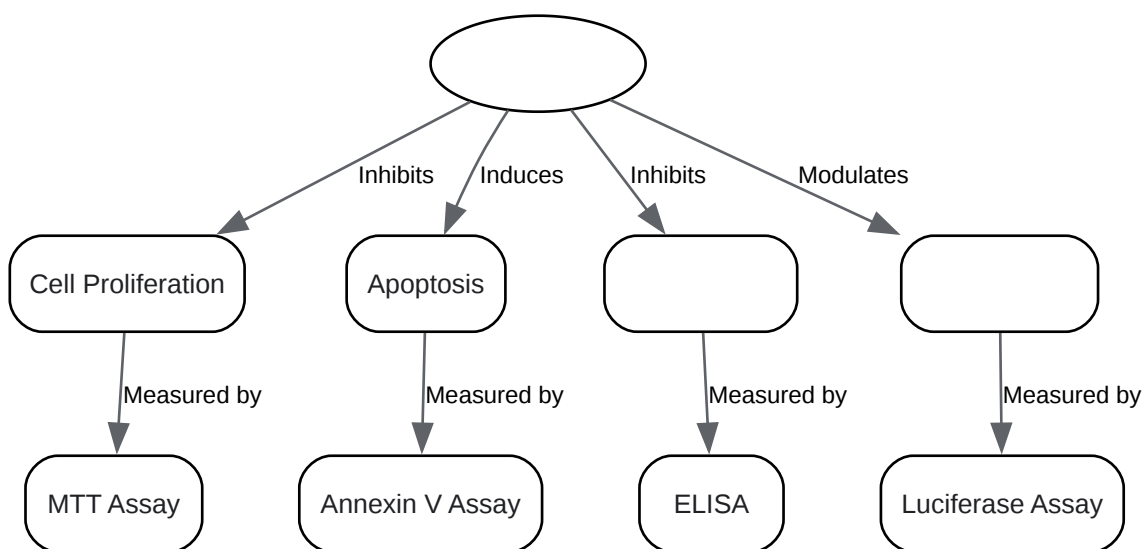 Inhibits
Induces
Inhibits
Modulates
Cell Proliferation
Apoptosis
Measured by
Measured by
Measured by
Measured by
MTT Assay
Annexin V Assay
ELISA
Luciferase Assay